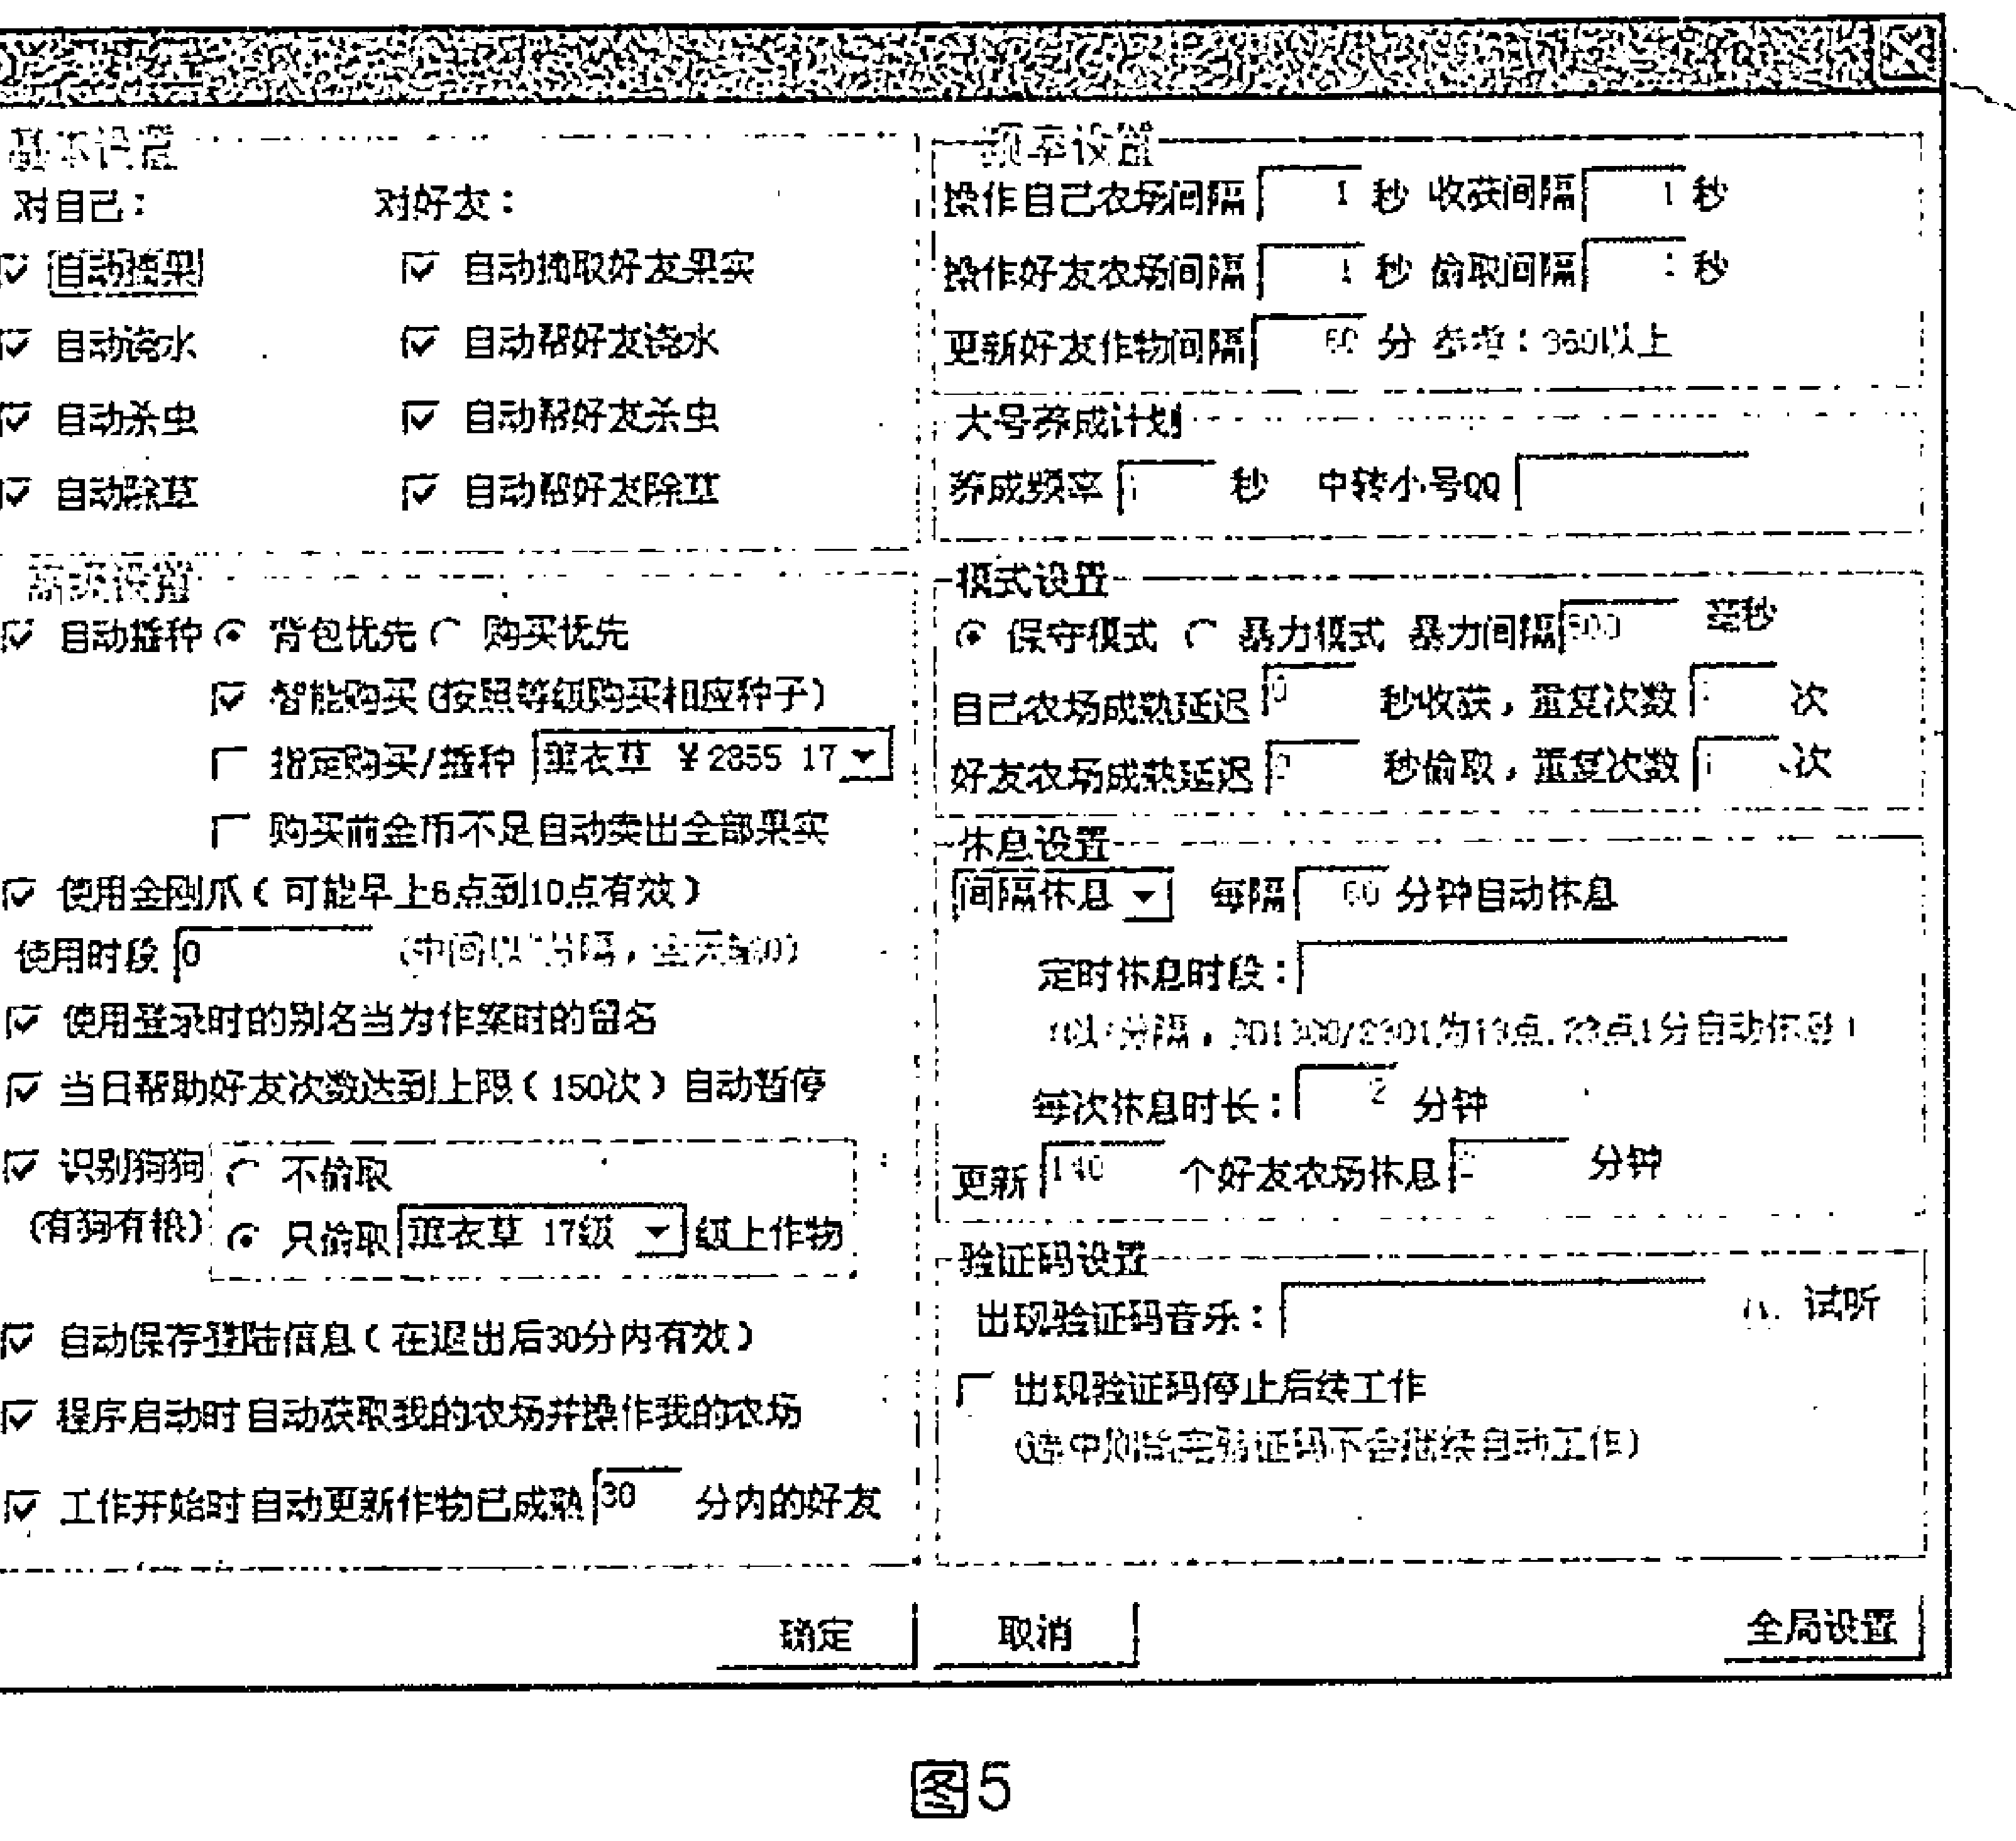 基本设置
对自己：
对好友：
自动摘果
自动摘取好友果实
自动浇水
自动帮好友浇水
自动杀虫
自动帮好友杀虫
自动除草
自动帮好友除草
高级设置
自动播种 背包优先 购买优先
智能购买(按照等级购买相应种子)
指定购买/播种 薰衣草 ￥2855 17
购买前金币不足自动卖出全部果实
使用金刚爪(可能早上6点到10点有效)
使用时段 0
使用登录时的别名当为作案时的留名
当日帮助好友次数达到上限(150次)自动暂停
识别狗狗 不偷取
(有狗有粮) 只偷取 薰衣草 17级 级上作物
自动保存登陆信息(在退出后30分内有效)
程序启动时自动获取我的农场并操作我的农场
工作开始时自动更新作物已成熟 30 分内的好友
频率设置
操作自己农场间隔 1 秒 收获间隔 1 秒
操作好友农场间隔 1 秒 偷取间隔 秒
更新好友作物间隔 60 分 参考：360以上
大号养成计划
养成频率 秒 中转小号QQ
模式设置
保守模式 暴力模式 暴力间隔 毫秒
自己农场成熟延迟 0 秒收获，重复次数 次
好友农场成熟延迟 秒偷取，重复次数 次
休息设置
间隔休息 每隔 60 分钟自动休息
定时休息时段：
每次休息时长： 2 分钟
更新 140 个好友农场休息 分钟
验证码设置
出现验证码音乐： 试听
出现验证码停止后续工作
确定
取消
全局设置
图5